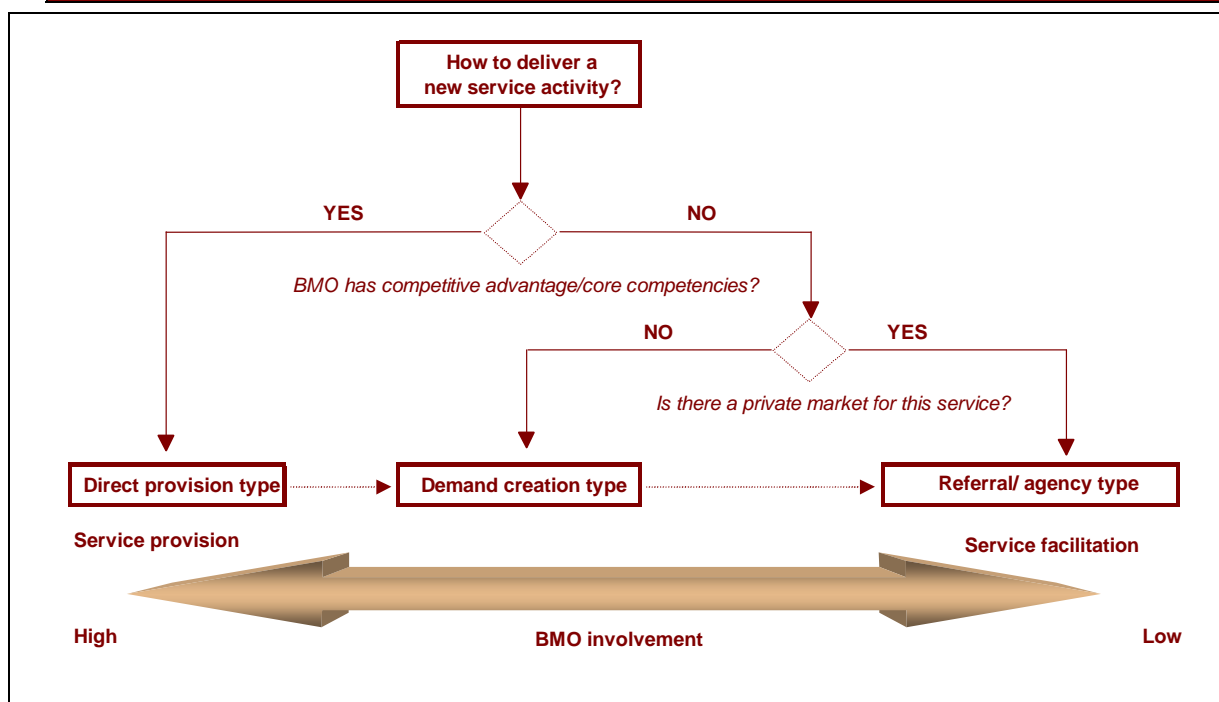 How to deliver a
new service activity?
YES
NO
BMO has competitive advantage/core competencies?
NO
YES
Is there a private market for this service?
Direct provision type
Demand creation type
Referral/ agency type
Service provision
Service facilitation
High
BMO involvement
Low